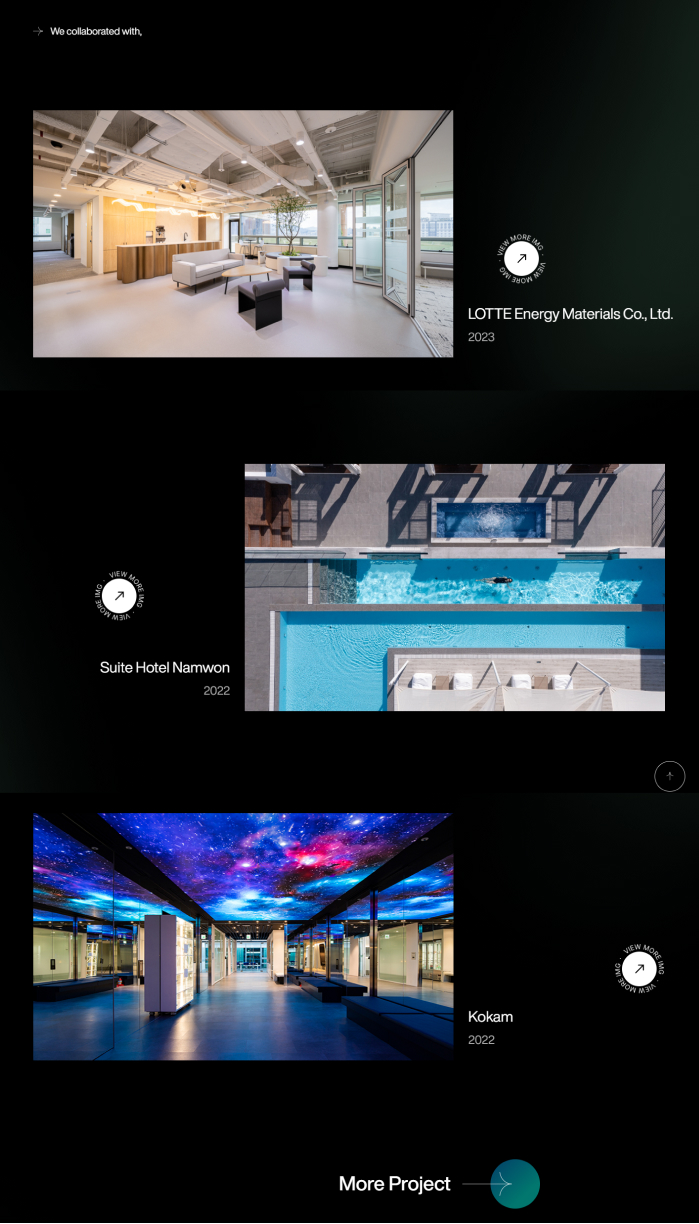 We collaborated with,
VIEW MORE IMG · VIEW MORE IMG ·
LOTTE Energy Materials Co., Ltd.
2023
VIEW MORE IMG · VIEW MORE IMG ·
Suite Hotel Namwon
2022
VIEW MORE IMG · VIEW MORE IMG ·
Kokam
2022
More Project